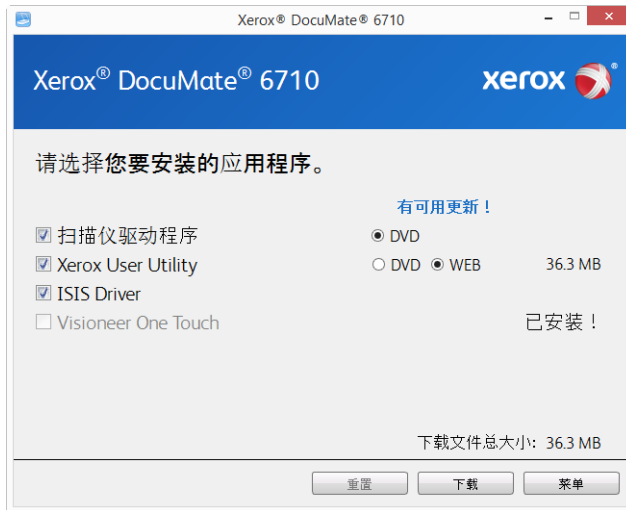 Xerox® DocuMate® 6710
Xerox® DocuMate® 6710
xerox ®
请选择您要安装的应用程序。
有可用更新！
扫描仪驱动程序 DVD
Xerox User Utility DVD WEB 36.3 MB
ISIS Driver
Visioneer One Touch 已安装！
下载文件总大小: 36.3 MB
重置 下载 菜单